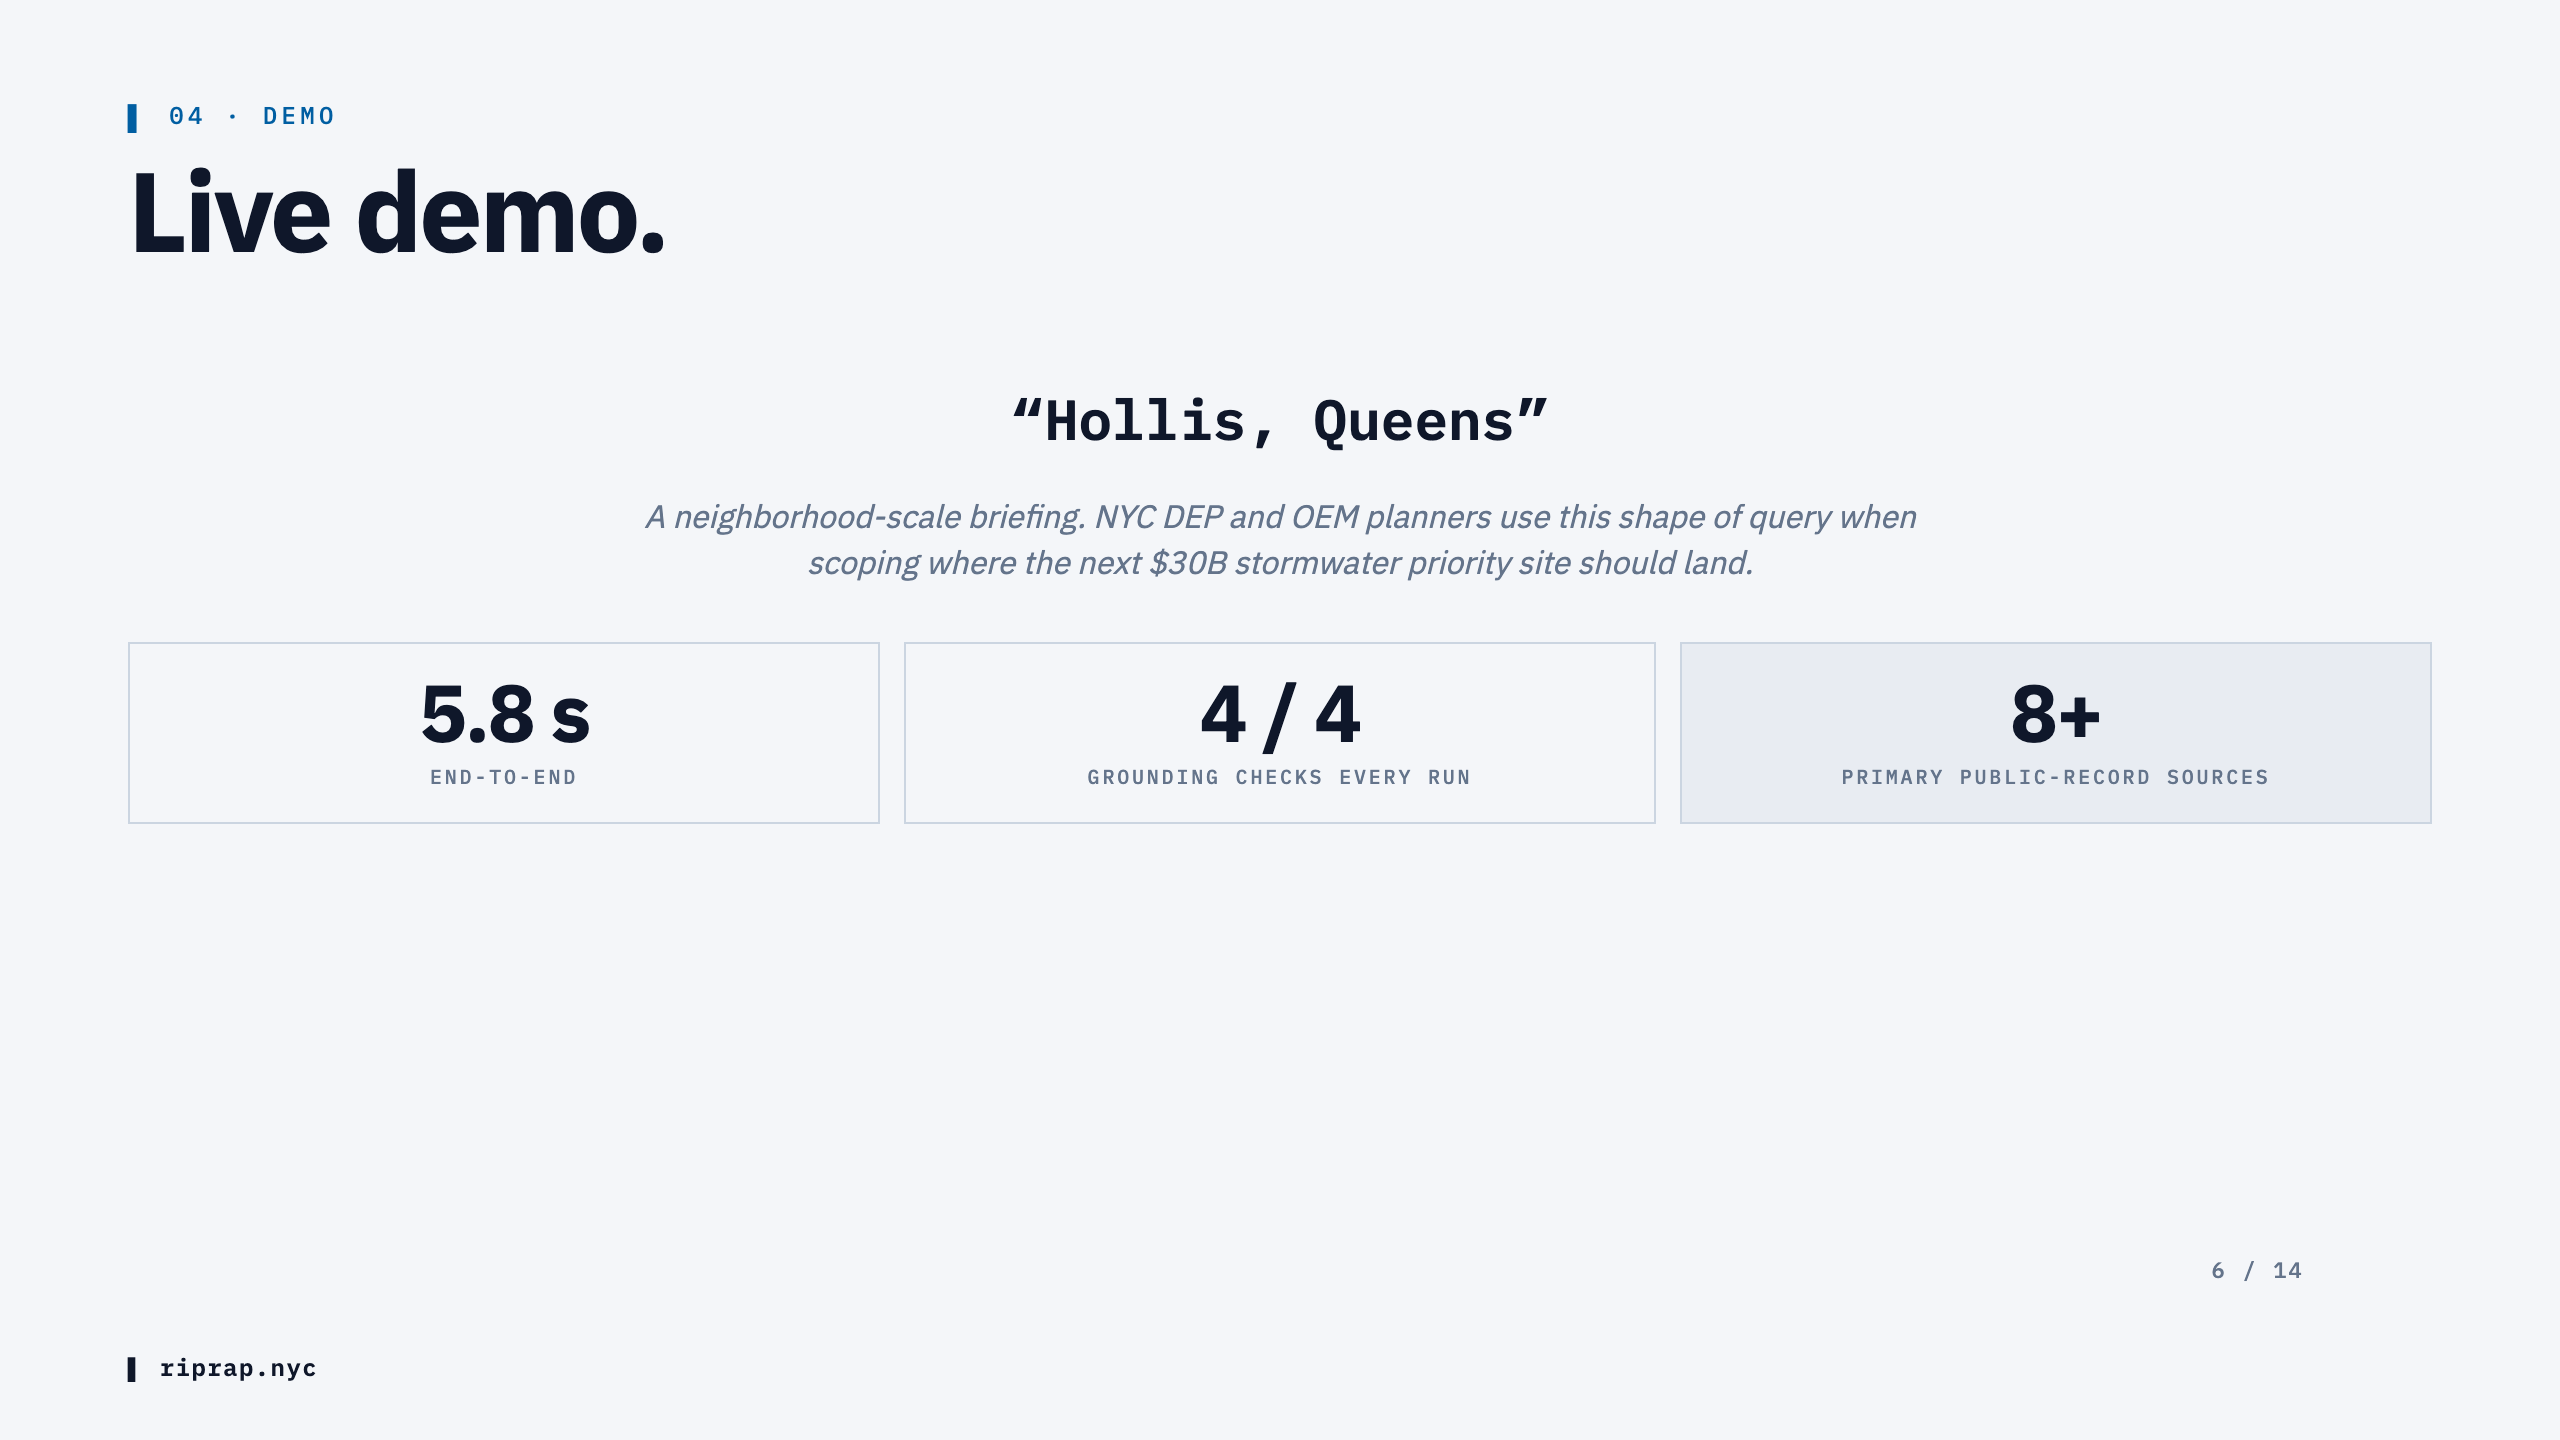 04 · DEMO
Live demo.
“Hollis, Queens”
A neighborhood-scale briefing. NYC DEP and OEM planners use this shape of query when
scoping where the next $30B stormwater priority site should land.
5.8 s
END-TO-END
4 / 4
GROUNDING CHECKS EVERY RUN
8+
PRIMARY PUBLIC-RECORD SOURCES
6 / 14
riprap.nyc